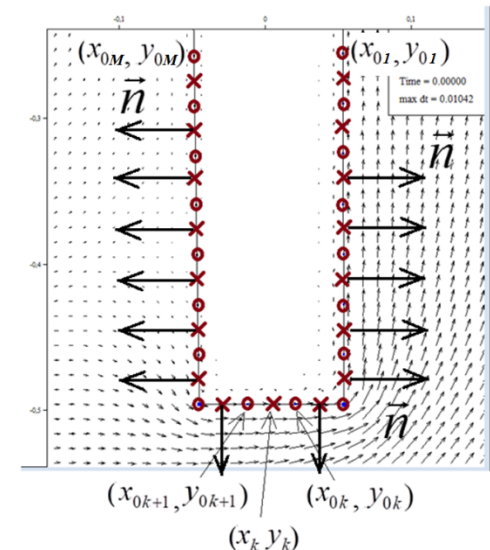 -0,1 0 0,1
(x₀M, y₀M) (x₀₁, y₀₁)
Time = 0.00000
max dt = 0.01042
n⃗
-0,3
n⃗
-0,4
-0,5
n⃗
(x₀k+1, y₀k+1) (x₀k, y₀k)
(xk yk)